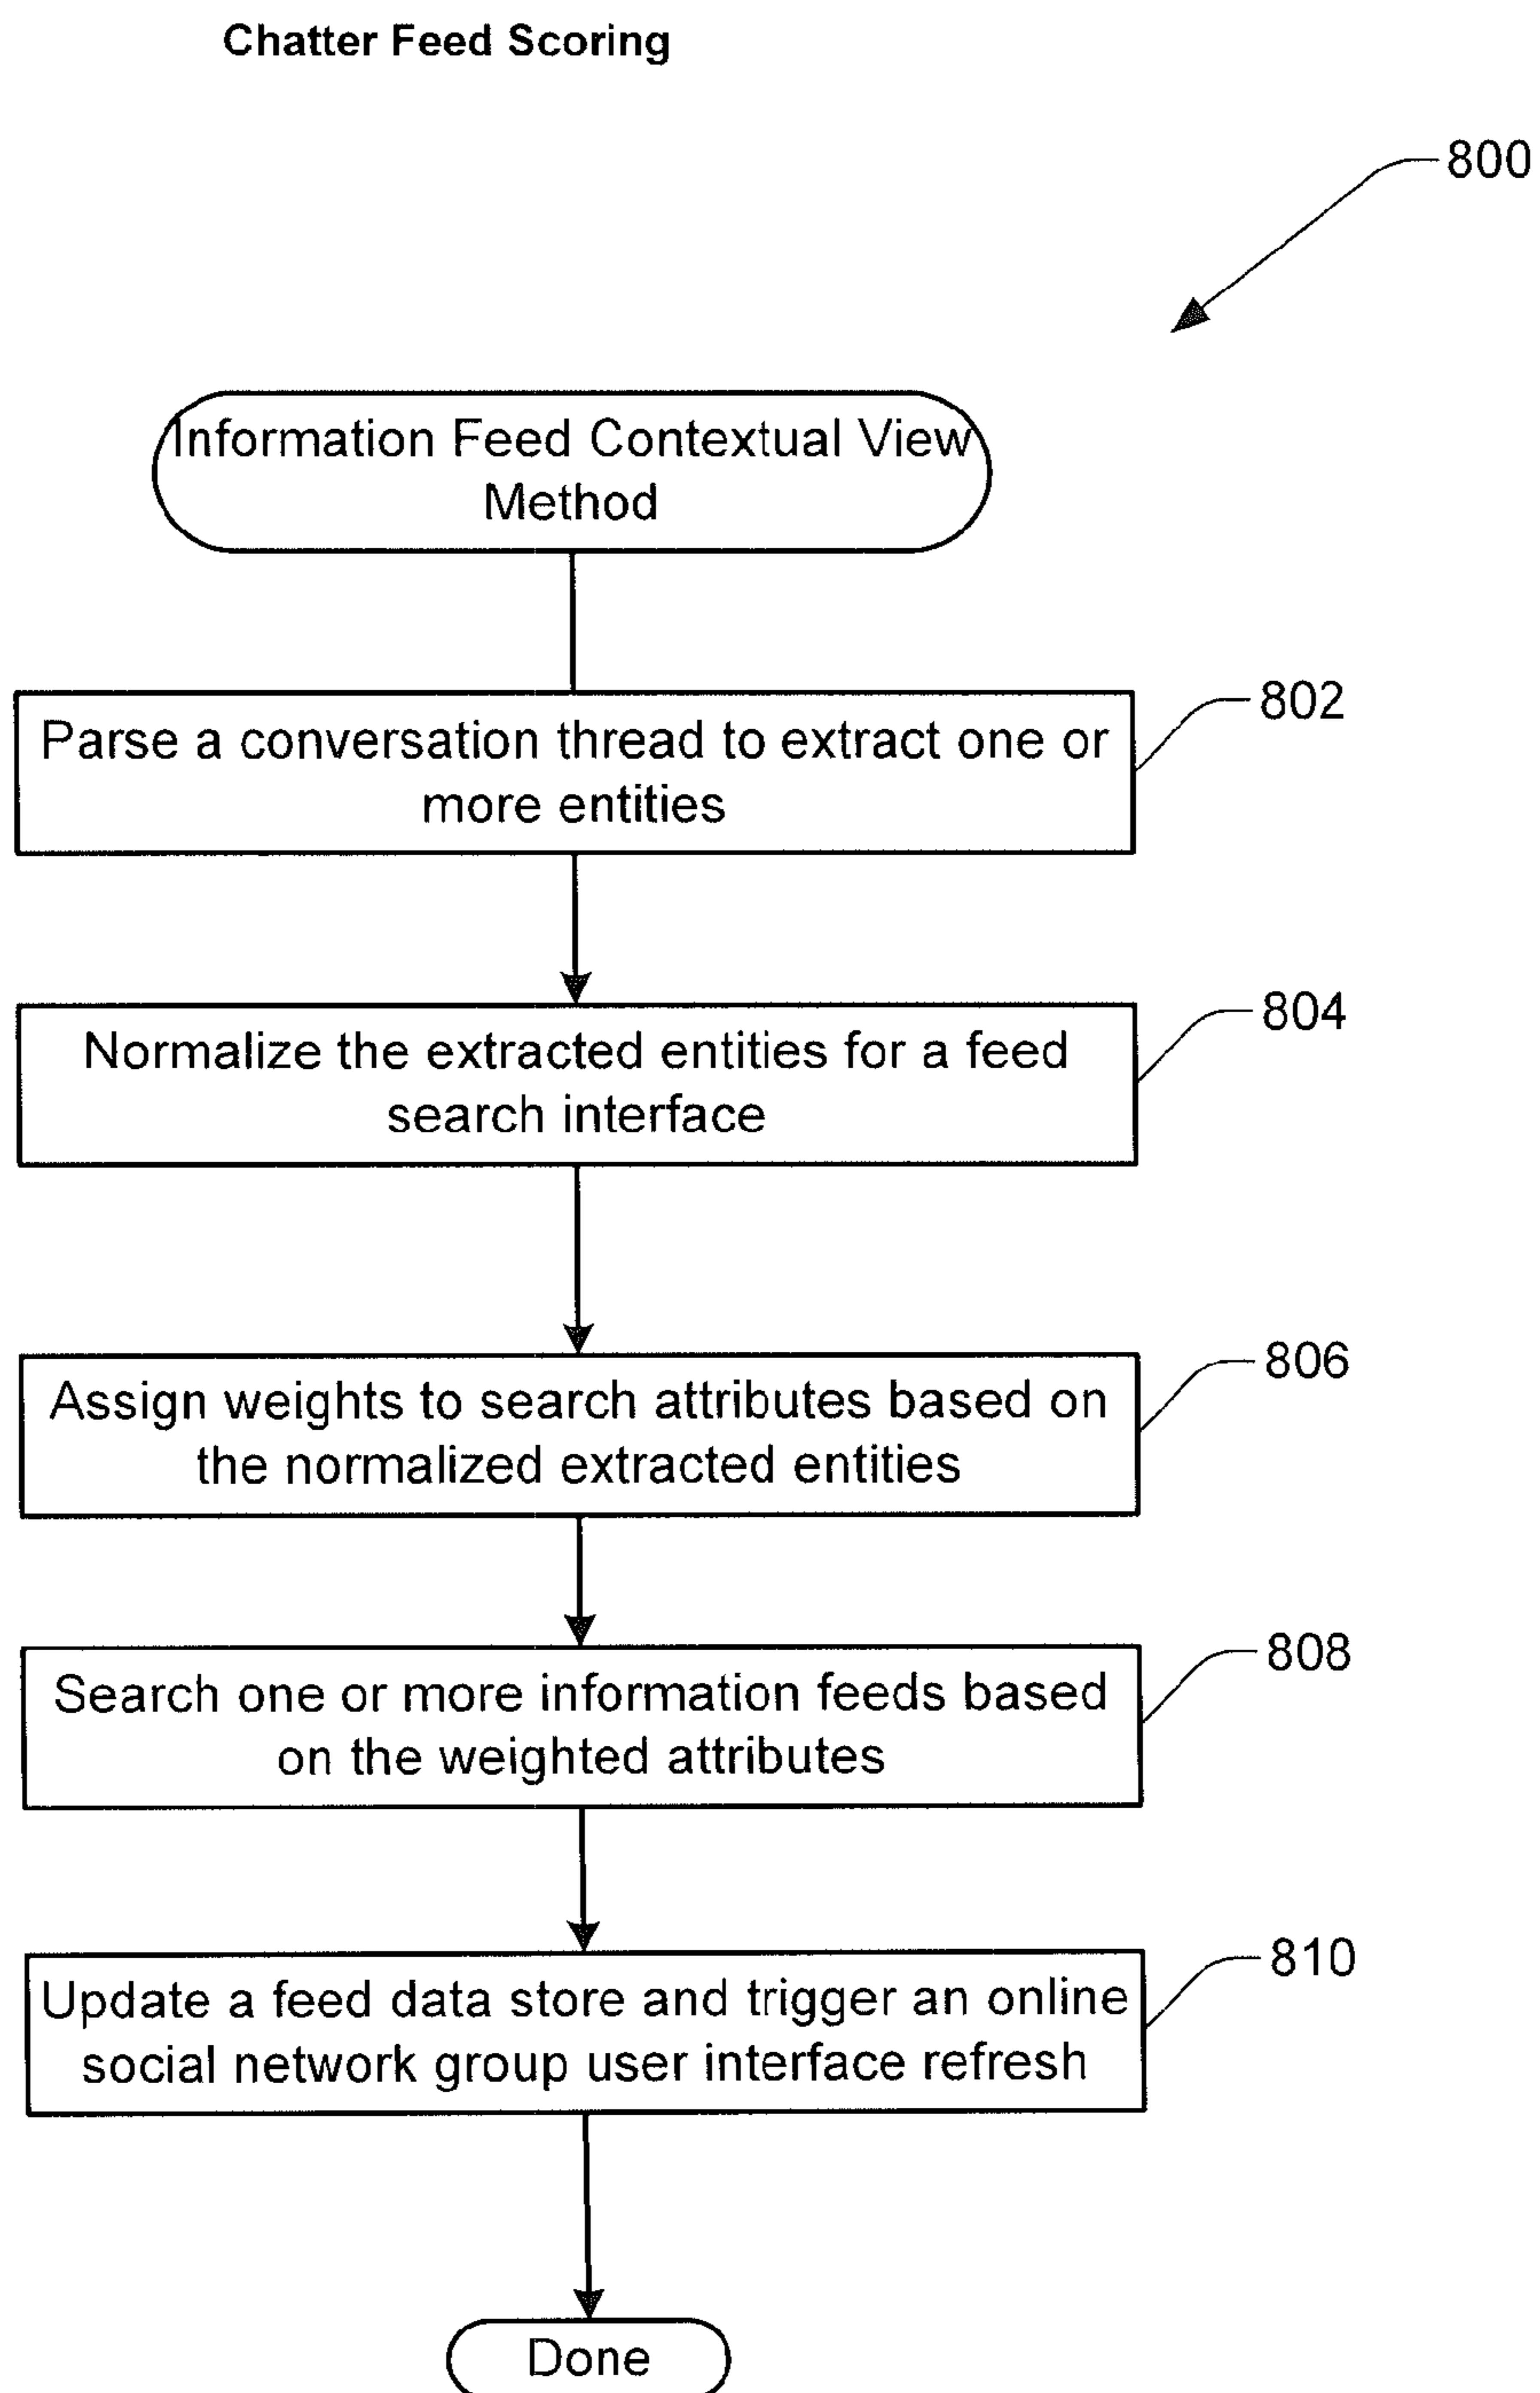 Chatter Feed Scoring
800
Information Feed Contextual View
Method
802
Parse a conversation thread to extract one or
more entities
804
Normalize the extracted entities for a feed
search interface
806
Assign weights to search attributes based on
the normalized extracted entities
808
Search one or more information feeds based
on the weighted attributes
810
Update a feed data store and trigger an online
social network group user interface refresh
Done